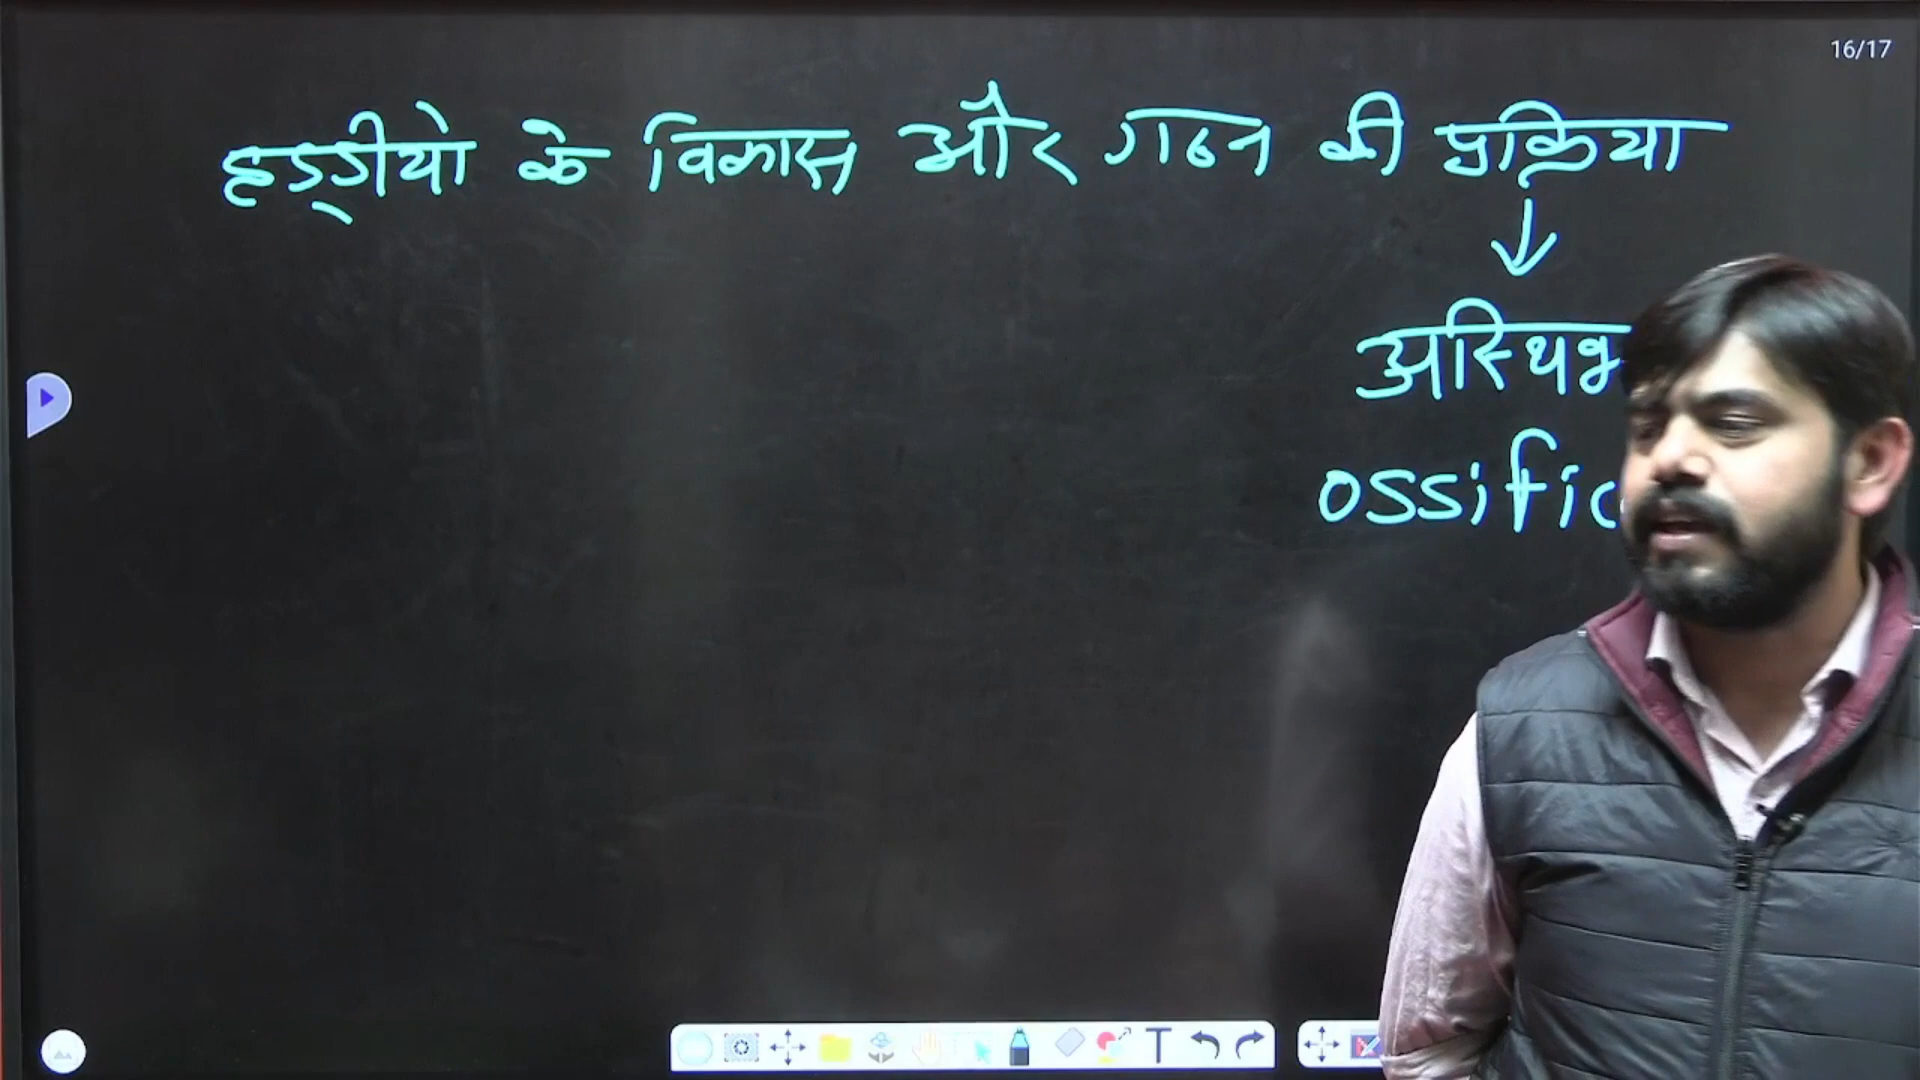 16/17
हड्डीयो के विकास और गठन की प्रक्रिया
अस्थिभ
ossific